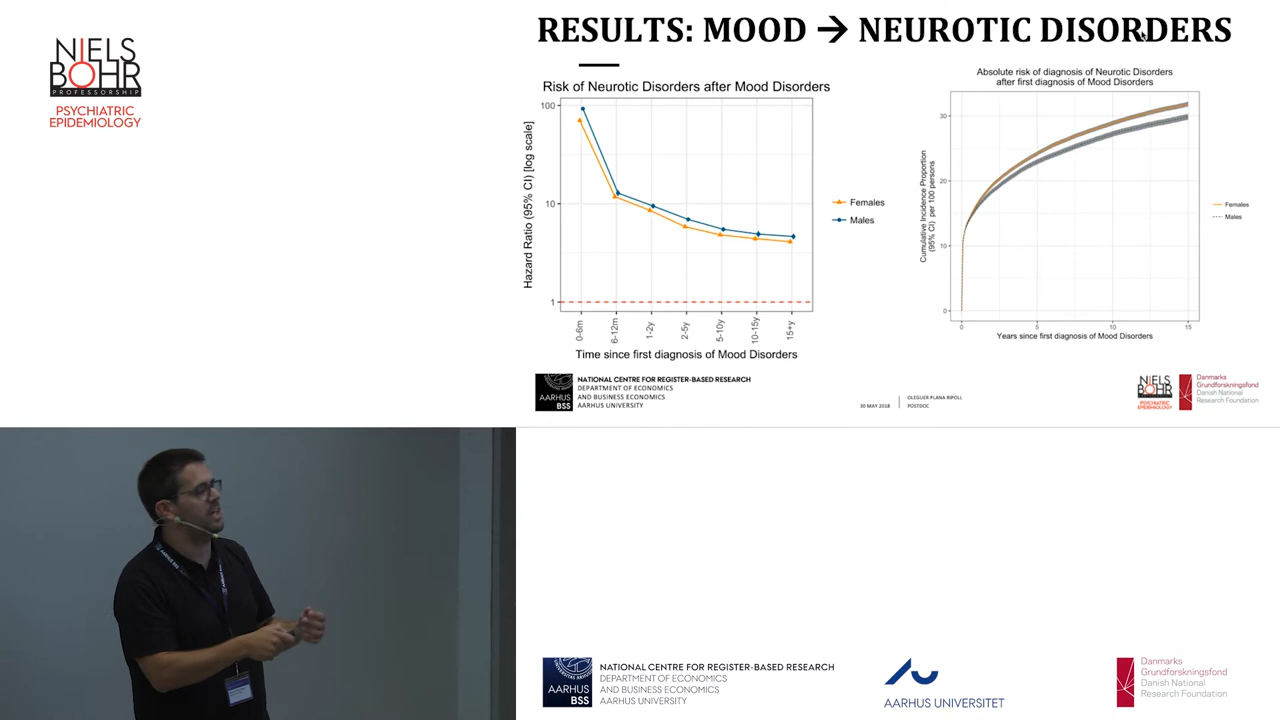 NIELS
BOHR
PROFESSORSHIP
PSYCHIATRIC
EPIDEMIOLOGY
RESULTS: MOOD → NEUROTIC DISORDERS
Risk of Neurotic Disorders after Mood Disorders
Hazard Ratio (95% CI) [log scale]
100
10
1
0-6m
6-12m
1-2y
2-5y
5-10y
10-15y
15+y
Time since first diagnosis of Mood Disorders
Females
Males
Absolute risk of diagnosis of Neurotic Disorders
after first diagnosis of Mood Disorders
Cumulative Incidence Proportion
(95% CI) per 100 persons
30
20
10
0
0
5
10
15
Years since first diagnosis of Mood Disorders
Females
Males
AARHUS
BSS
NATIONAL CENTRE FOR REGISTER-BASED RESEARCH
DEPARTMENT OF ECONOMICS
AND BUSINESS ECONOMICS
AARHUS UNIVERSITY
30 MAY 2018
OLEGUER PLANA RIPOLL
POSTDOC
NIELS
BOHR
PSYCHIATRIC
EPIDEMIOLOGY
Danmarks
Grundforskningsfond
Danish National
Research Foundation
AARHUS BSS
AARHUS
BSS
NATIONAL CENTRE FOR REGISTER-BASED RESEARCH
DEPARTMENT OF ECONOMICS
AND BUSINESS ECONOMICS
AARHUS UNIVERSITY
AARHUS UNIVERSITET
Danmarks
Grundforskningsfond
Danish National
Research Foundation